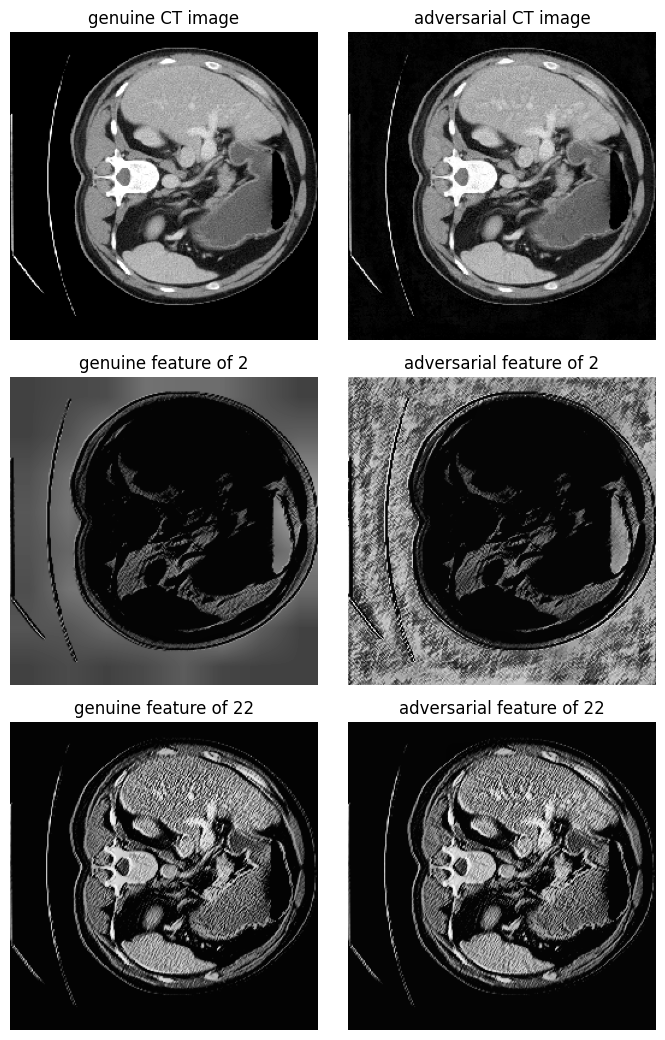 genuine CT image
adversarial CT image
genuine feature of 2
adversarial feature of 2
genuine feature of 22
adversarial feature of 22